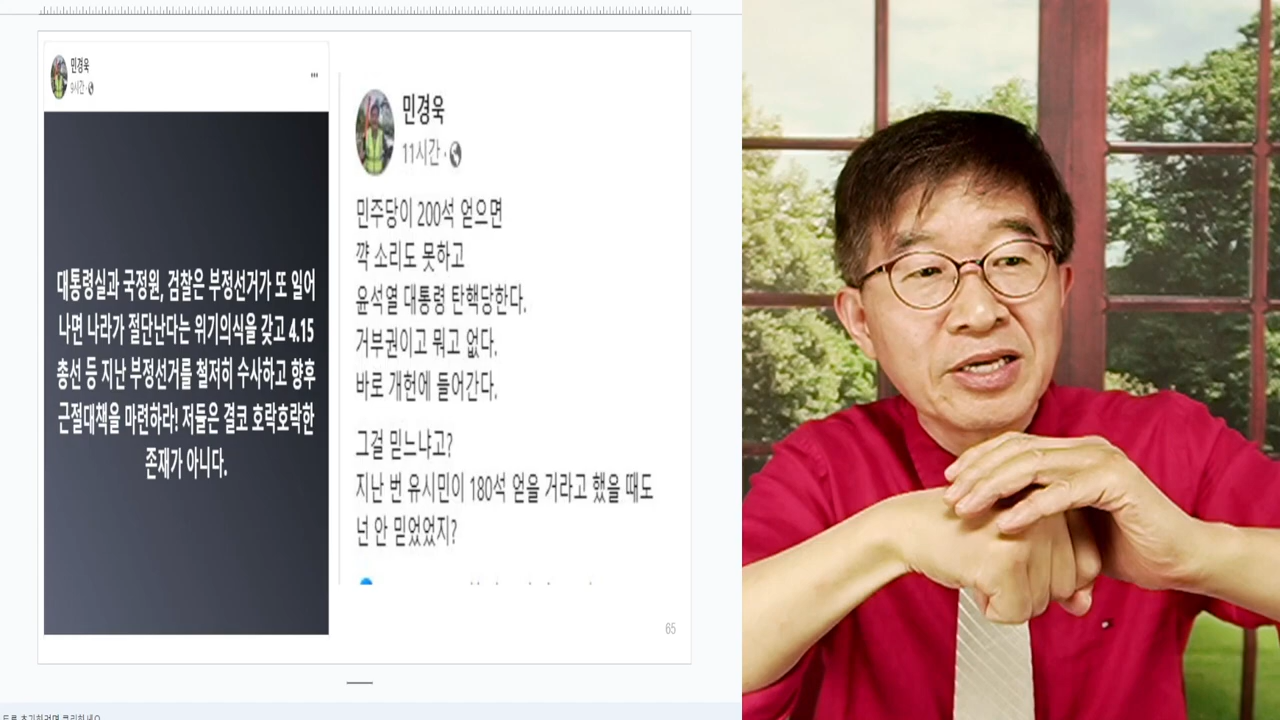 민경욱
9시간·
대통령실과 국정원, 검찰은 부정선거가 또 일어
나면 나라가 절단난다는 위기의식을 갖고 4.15
총선 등 지난 부정선거를 철저히 수사하고 향후
근절대책을 마련하라! 저들은 결코 호락호락한
존재가 아니다.
민경욱
11시간·
민주당이 200석 얻으면
꺅 소리도 못하고
윤석열 대통령 탄핵당한다.
거부권이고 뭐고 없다.
바로 개헌에 들어간다.
그걸 믿느냐고?
지난 번 유시민이 180석 얻을 거라고 했을 때도
넌 안 믿었었지?
65